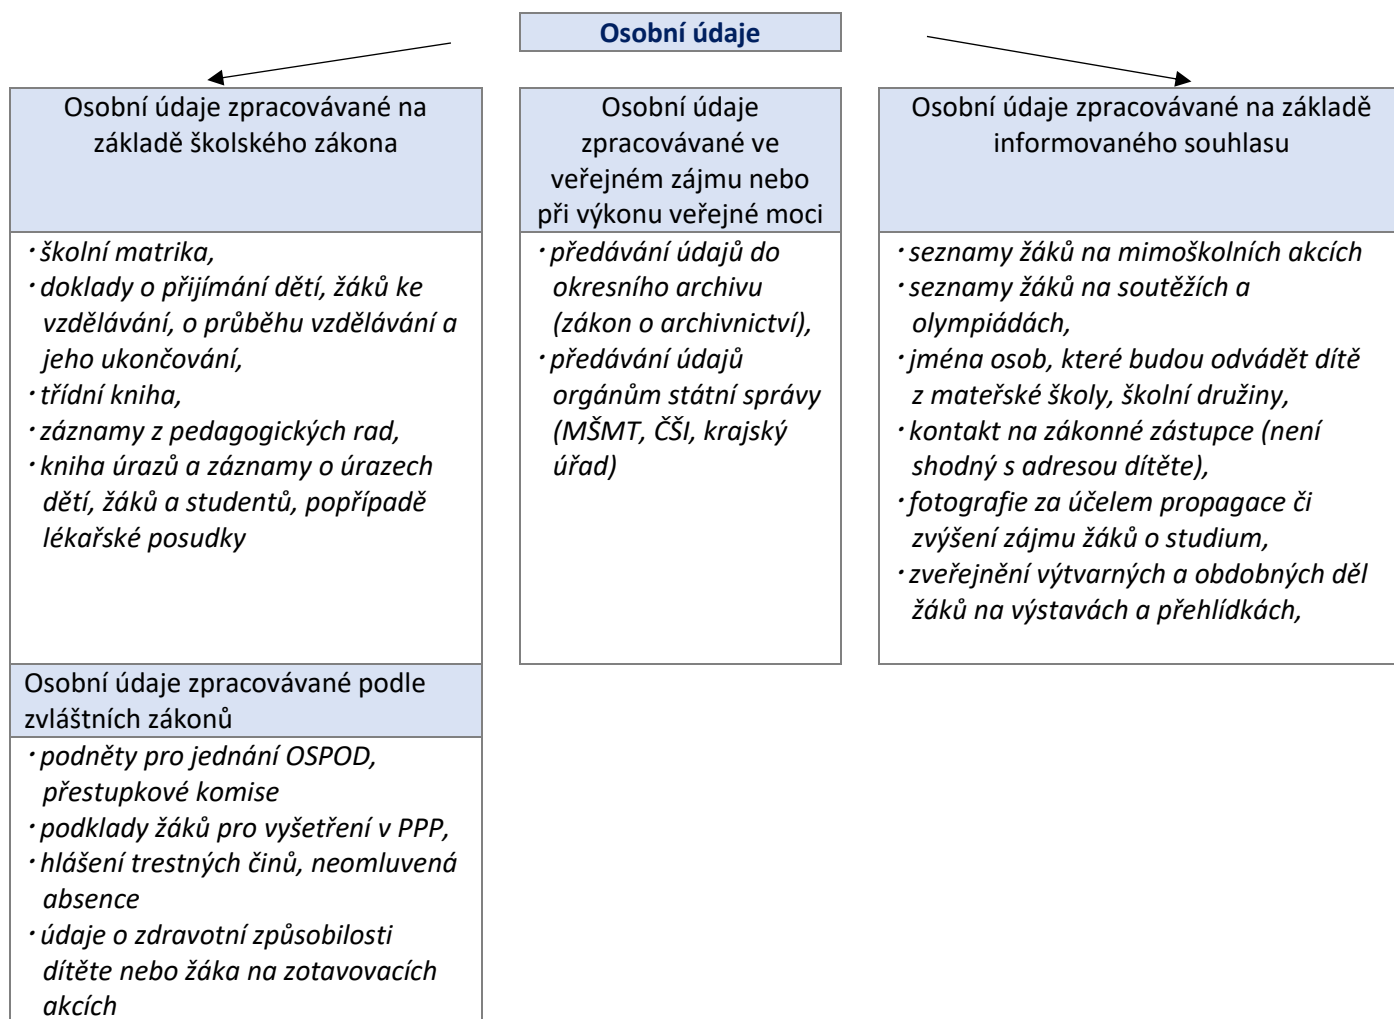 Osobní údaje
Osobní údaje zpracovávané na
základě školského zákona
· školní matrika,
· doklady o přijímání dětí, žáků ke
vzdělávání, o průběhu vzdělávání a
jeho ukončování,
· třídní kniha,
· záznamy z pedagogických rad,
· kniha úrazů a záznamy o úrazech
dětí, žáků a studentů, popřípadě
lékařské posudky
Osobní údaje zpracovávané podle
zvláštních zákonů
· podněty pro jednání OSPOD,
přestupkové komise
· podklady žáků pro vyšetření v PPP,
· hlášení trestných činů, neomluvená
absence
· údaje o zdravotní způsobilosti
dítěte nebo žáka na zotavovacích
akcích
Osobní údaje
zpracovávané ve
veřejném zájmu nebo
při výkonu veřejné moci
· předávání údajů do
okresního archivu
(zákon o archivnictví),
· předávání údajů
orgánům státní správy
(MŠMT, ČŠI, krajský
úřad)
Osobní údaje zpracovávané na základě
informovaného souhlasu
· seznamy žáků na mimoškolních akcích
· seznamy žáků na soutěžích a
olympiádách,
· jména osob, které budou odvádět dítě
z mateřské školy, školní družiny,
· kontakt na zákonné zástupce (není
shodný s adresou dítěte),
· fotografie za účelem propagace či
zvýšení zájmu žáků o studium,
· zveřejnění výtvarných a obdobných děl
žáků na výstavách a přehlídkách,